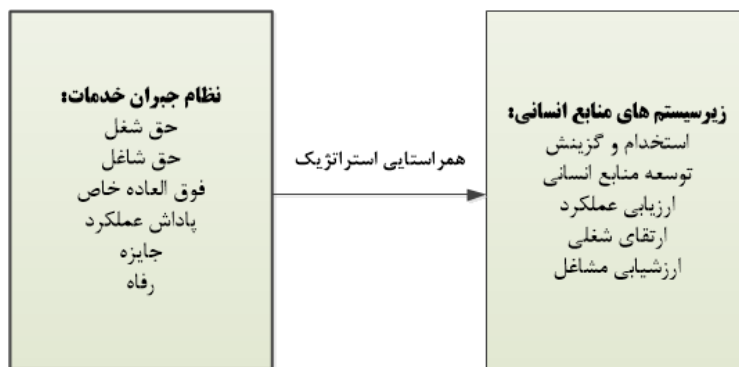 نظام جبران خدمات:
حق شغل
حق شاغل
فوق العاده خاص
پاداش عملکرد
جایزه
رفاه
همراستایی استراتژیک
زیرسیستم های منابع انسانی:
استخدام و گزینش
توسعه منابع انسانی
ارزیابی عملکرد
ارتقای شغلی
ارزشیابی مشاغل